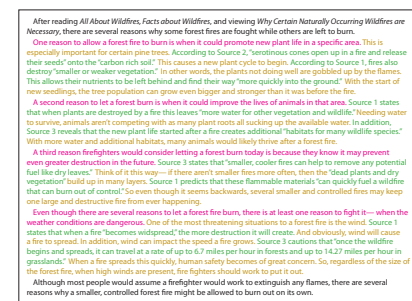 After reading All About Wildfires, Facts about Wildfires, and viewing Why Certain Naturally Occurring Wildfires are
Necessary, there are several reasons why some forest fires are fought while others are left to burn.
One reason to allow a forest fire to burn is when it could promote new plant life in a specific area. This is
especially important for certain pine trees. According to Source 2, “serotinous cones open up in a fire and release
their seeds” onto the “carbon rich soil.” This causes a new plant cycle to begin. According to Source 1, fires also
destroy “smaller or weaker vegetation.” In other words, the plants not doing well are gobbled up by the flames.
This allows their nutrients to be left behind and find their way “more quickly into the ground.” With the start of
new seedlings, the tree population can grow even bigger and stronger than it was before the fire.
A second reason to let a forest burn is when it could improve the lives of animals in that area. Source 1 states
that when plants are destroyed by a fire this leaves “more water for other vegetation and wildlife.” Needing water
to survive, animals aren’t competing with as many plant roots all sucking up the available water. In addition,
Source 3 reveals that the new plant life started after a fire creates additional “habitats for many wildlife species.”
With more water and additional habitats, many animals would likely thrive after a forest fire.
A third reason firefighters would consider letting a forest burn today is because they know it may prevent
even greater destruction in the future. Source 3 states that “smaller, cooler fires can help to remove any potential
fuel like dry leaves.” Think of it this way— if there aren’t smaller fires more often, then the “dead plants and dry
vegetation” build up in many layers. Source 1 predicts that these flammable materials “can quickly fuel a wildfire
that can burn out of control.” So even though it seems backwards, several smaller and controlled fires may keep
one large and destructive fire from ever happening.
Even though there are several reasons to let a forest fire burn, there is at least one reason to fight it— when the
weather conditions are dangerous. One of the most threatening situations to a forest fire is the wind. Source 1
states that when a fire “becomes widespread,” the more destruction it will create. And obviously, wind will cause
a fire to spread. In addition, wind can impact the speed a fire grows. Source 3 cautions that “once the wildfire
begins and spreads, it can travel at a rate of up to 6.7 miles per hour in forests and up to 14.27 miles per hour in
grasslands.” When a fire spreads this quickly, human safety becomes of great concern. So, regardless of the size of
the forest fire, when high winds are present, fire fighters should work to put it out.
Although most people would assume a firefighter would work to extinguish any flames, there are several
reasons why a smaller, controlled forest fire might be allowed to burn out on its own.